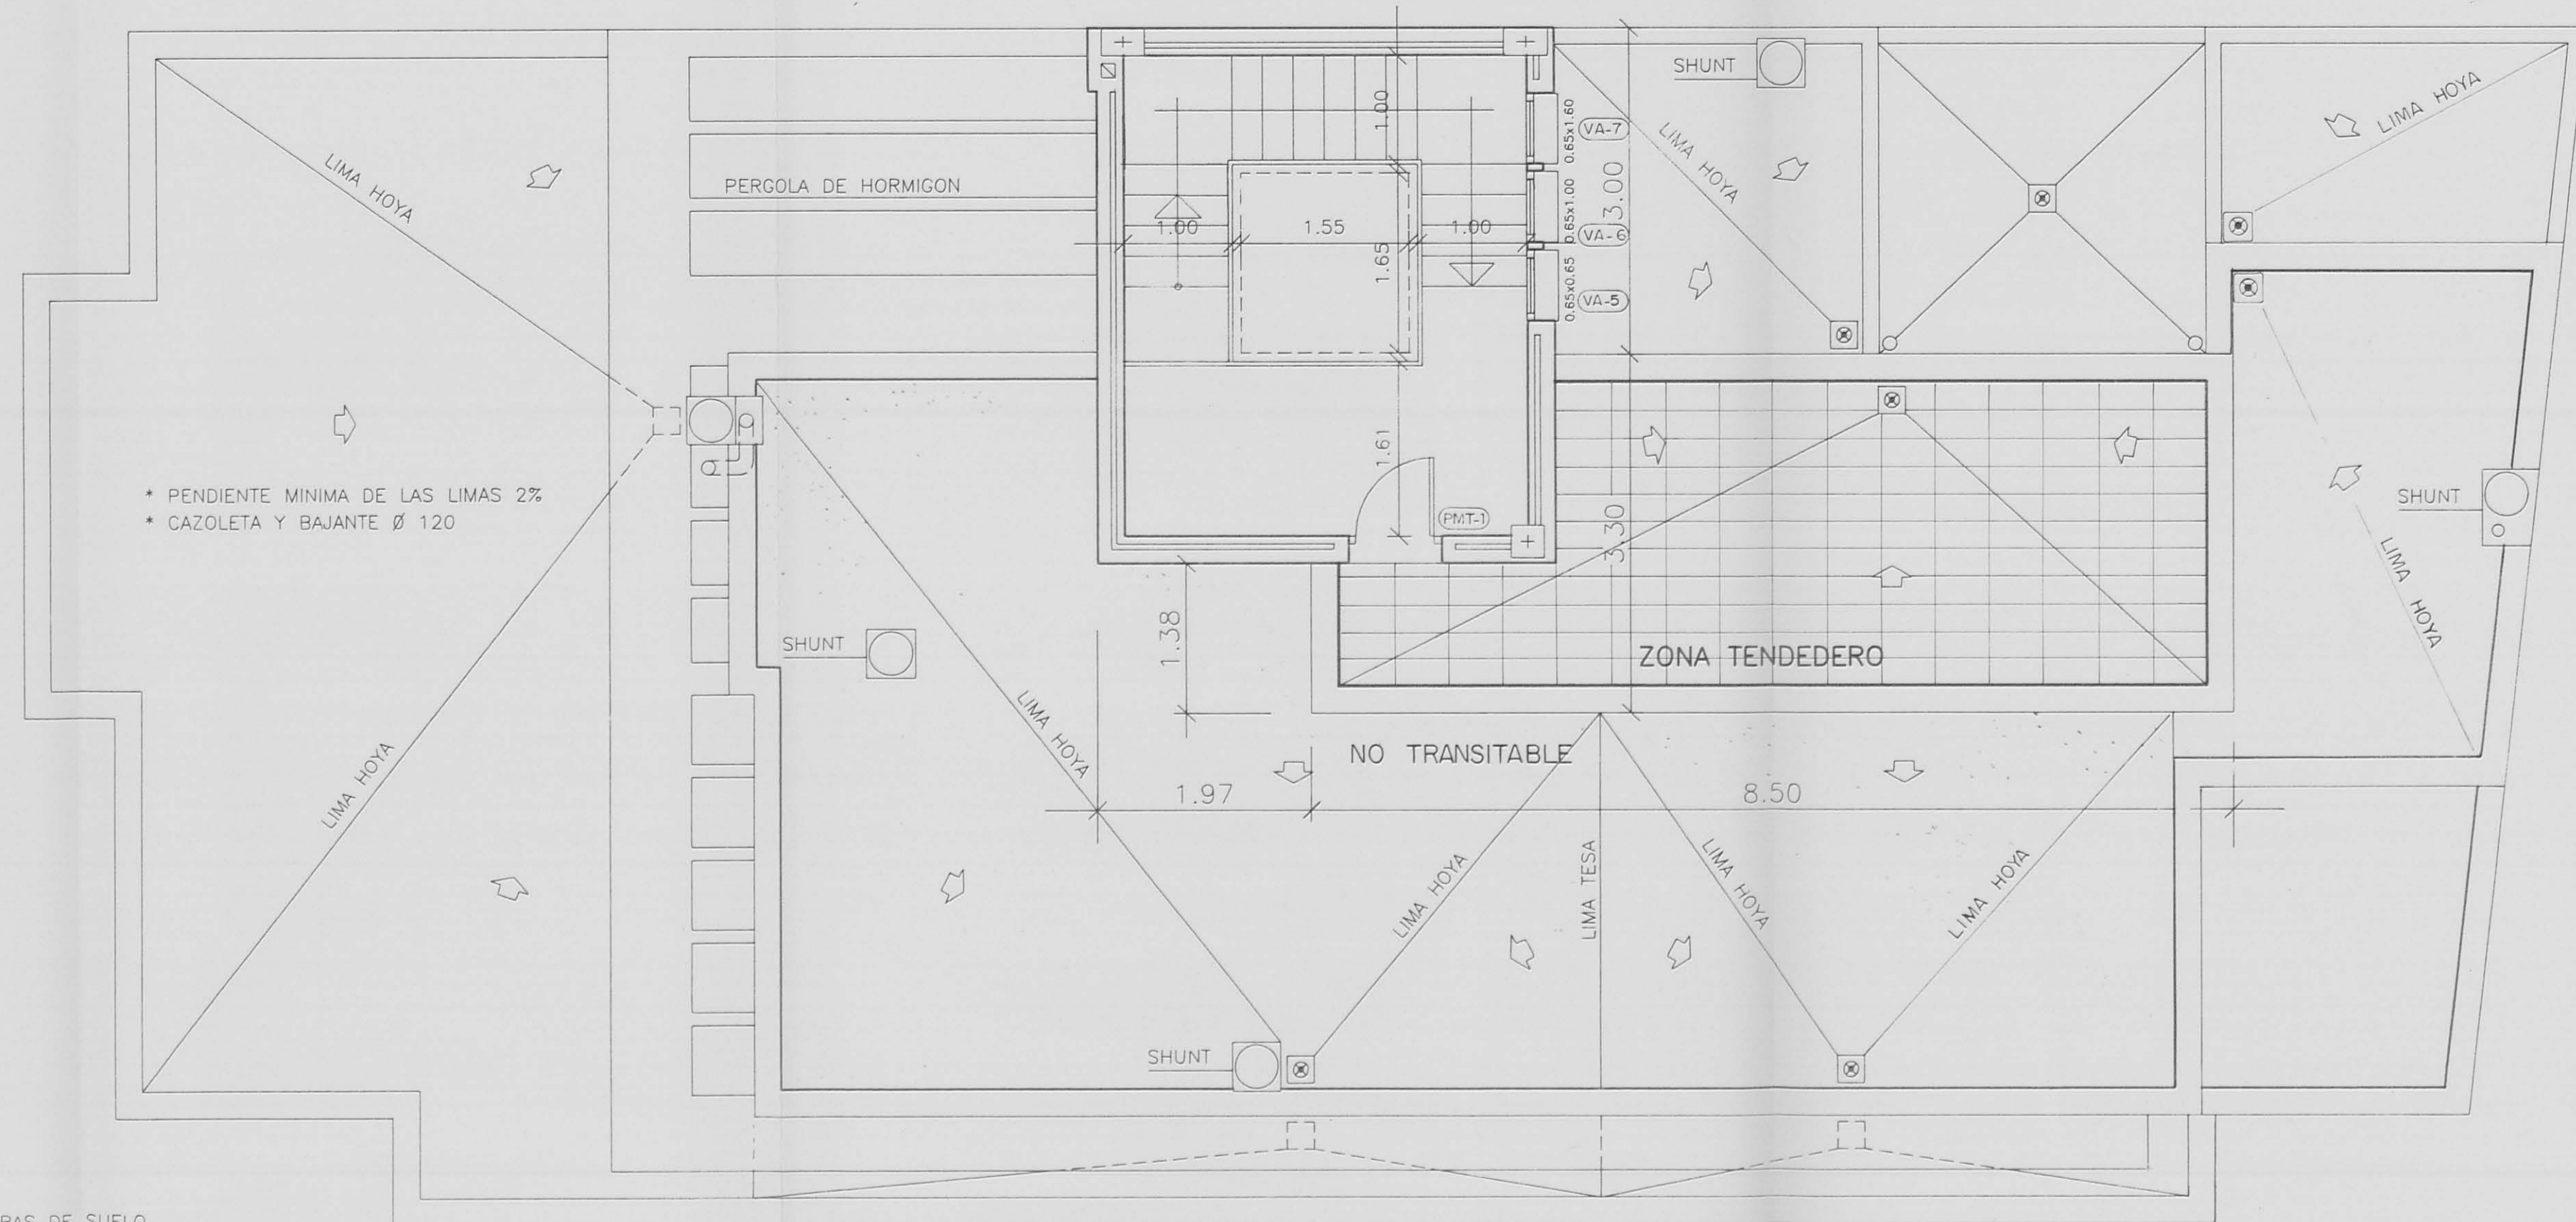 SHUNT
LIMA HOYA
LIMA HOYA
LIMA HOYA
PERGOLA DE HORMIGON
1.00
1.00
1.55
1.00
1.65
1.61
0.65x1.60
VA-7
0.65x1.00
VA-6
0.65x0.65
VA-5
3.00
PMT-1
3.30
* PENDIENTE MINIMA DE LAS LIMAS 2%
* CAZOLETA Y BAJANTE Ø 120
SHUNT
LIMA HOYA
SHUNT
1.38
ZONA TENDEDERO
LIMA HOYA
LIMA HOYA
NO TRANSITABLE
1.97
8.50
LIMA HOYA
LIMA TESA
LIMA HOYA
LIMA HOYA
SHUNT
DE SUELO